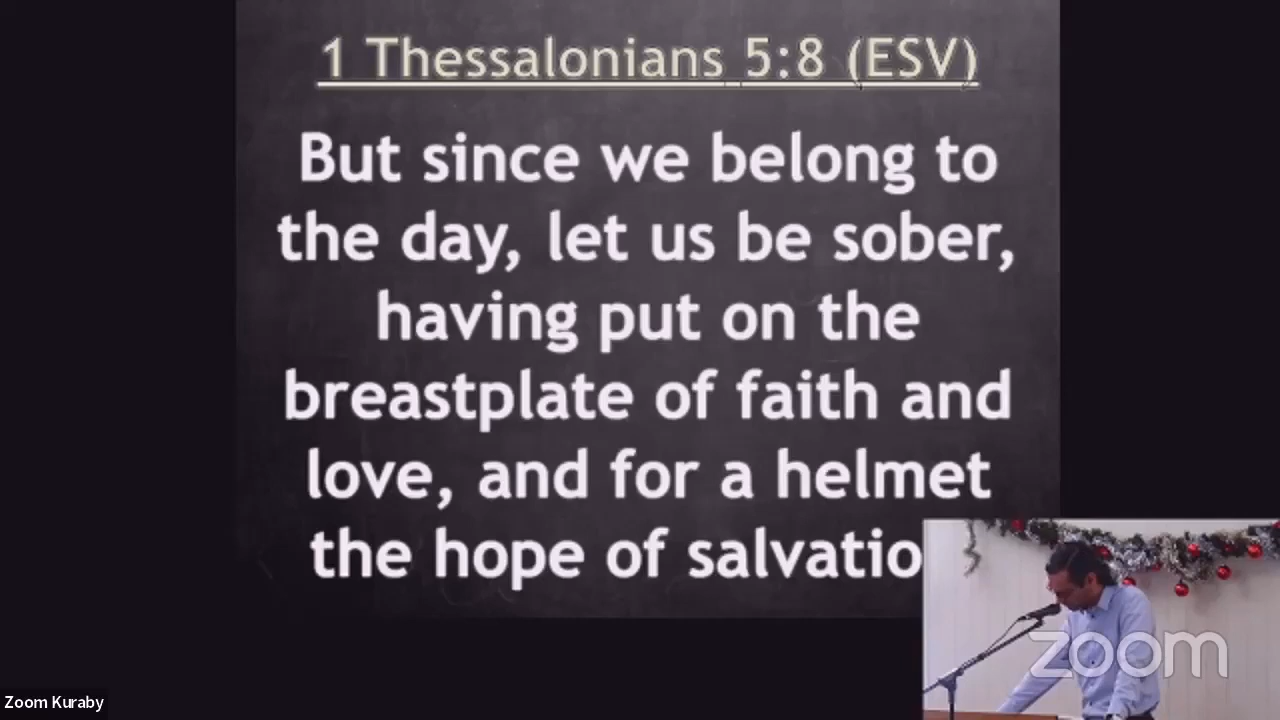 1 Thessalonians 5:8 (ESV)
But since we belong to
the day, let us be sober,
having put on the
breastplate of faith and
love, and for a helmet
the hope of salvatio
zoom
Zoom Kuraby